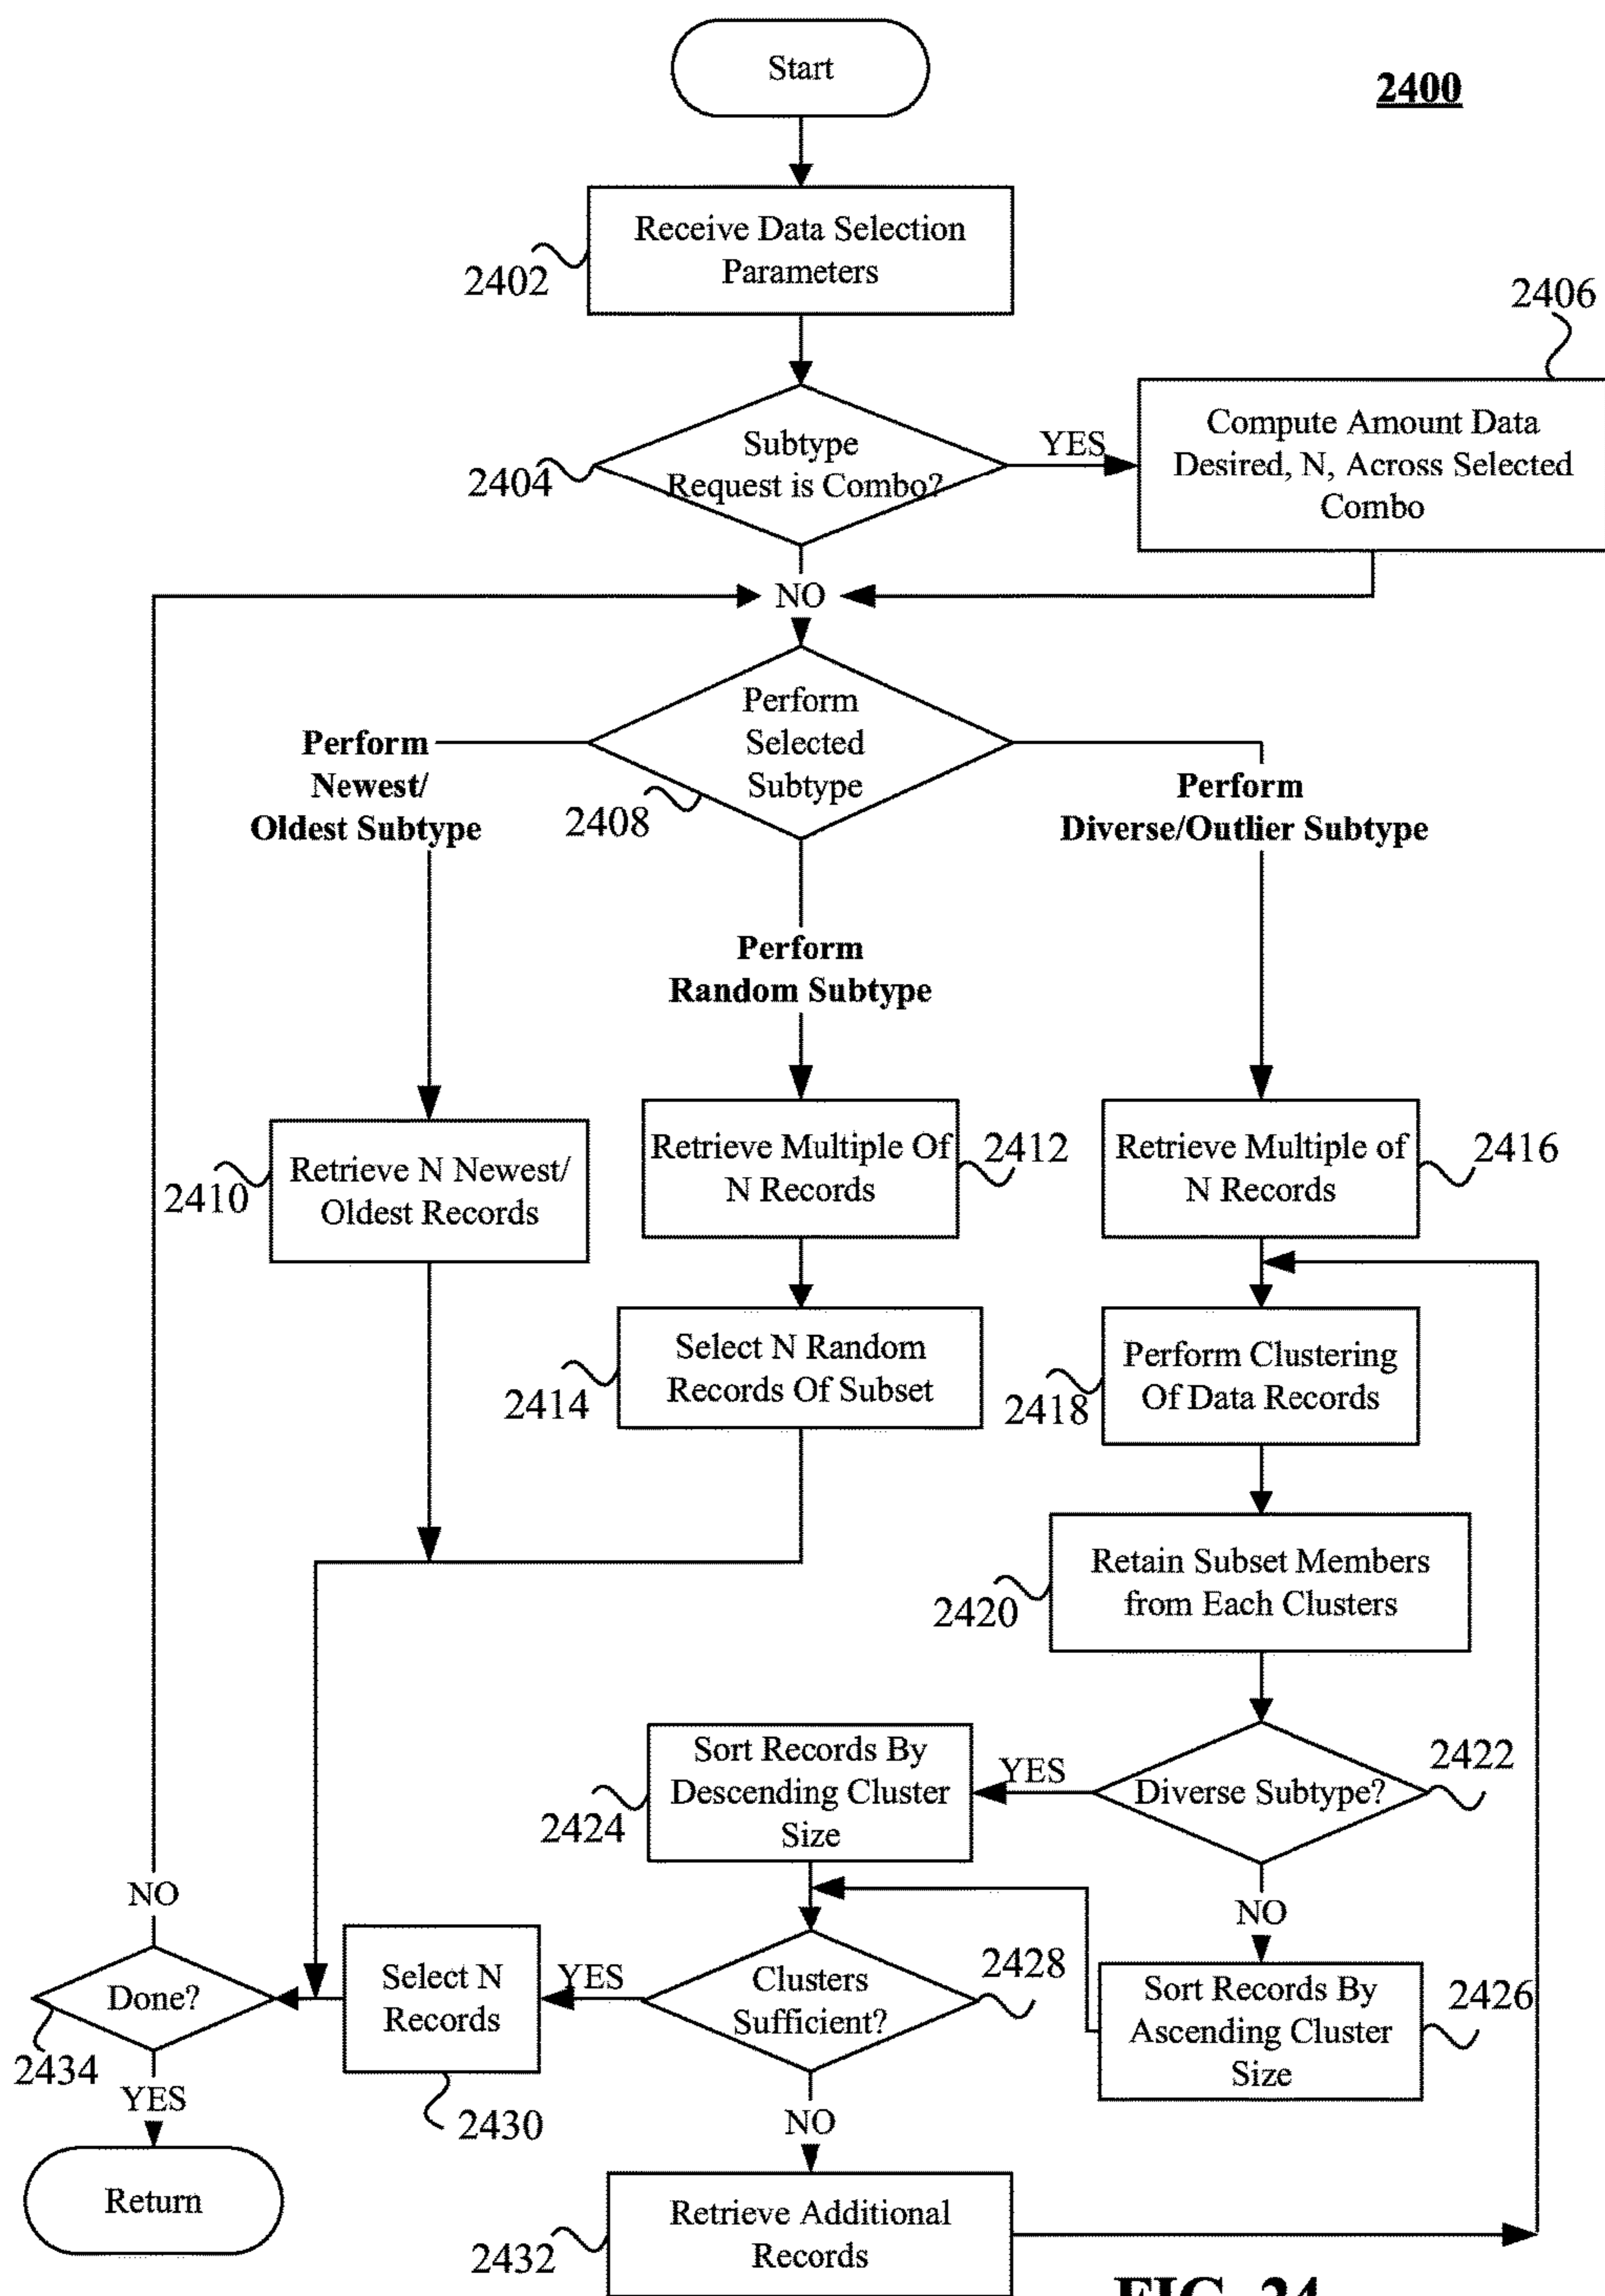 Start
2400
Receive Data Selection
Parameters
2402
2406
Subtype
Request is Combo?
2404
YES
Compute Amount Data
Desired, N, Across Selected
Combo
NO
Perform
Selected
Subtype
2408
Perform
Newest/
Oldest Subtype
Perform
Diverse/Outlier Subtype
Perform
Random Subtype
Retrieve N Newest/
Oldest Records
2410
Retrieve Multiple Of
N Records
2412
Retrieve Multiple of
N Records
2416
Select N Random
Records Of Subset
2414
Perform Clustering
Of Data Records
2418
Retain Subset Members
from Each Clusters
2420
Sort Records By
Descending Cluster
Size
2424
YES
Diverse Subtype?
2422
NO
NO
Done?
2434
YES
Select N
Records
2430
YES
Clusters
Sufficient?
2428
Sort Records By
Ascending Cluster
Size
2426
NO
Return
Retrieve Additional
Records
2432
FIG. 24